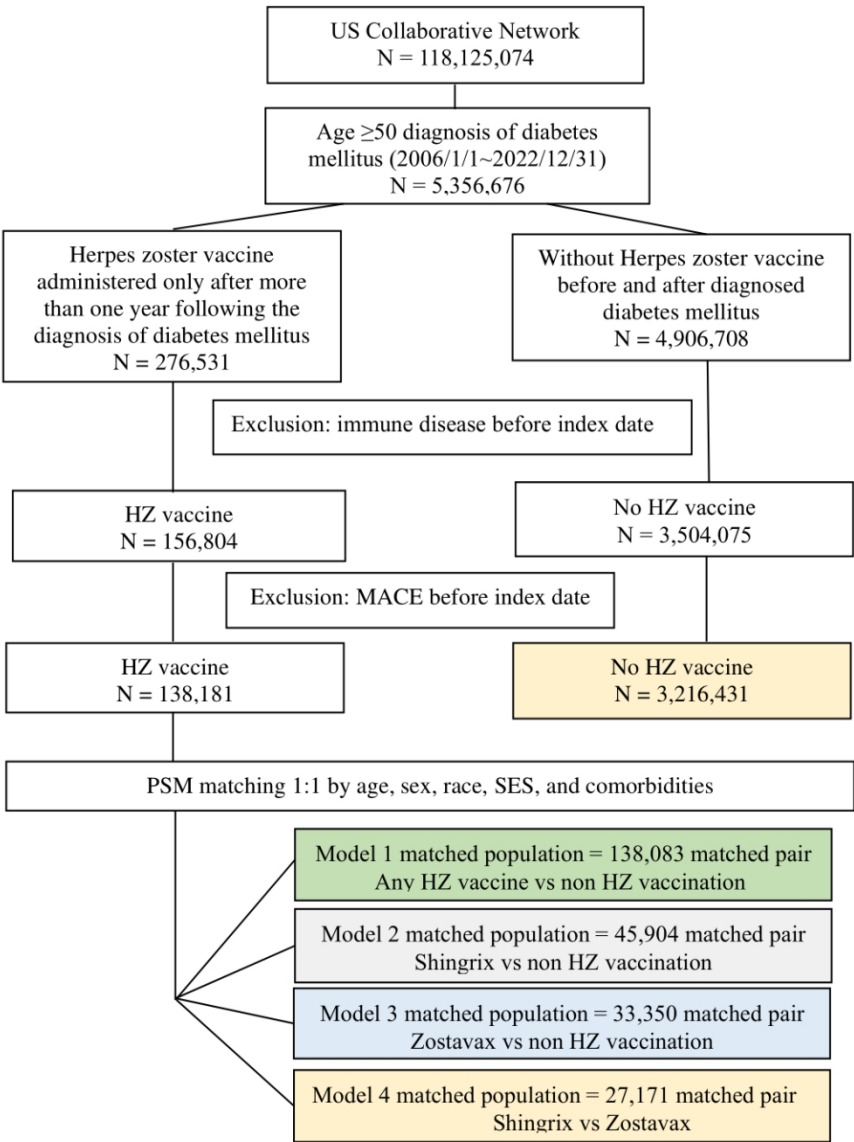 US Collaborative Network
N = 118,125,074
Age ≥50 diagnosis of diabetes
mellitus (2006/1/1~2022/12/31)
N = 5,356,676
Herpes zoster vaccine
administered only after more
than one year following the
diagnosis of diabetes mellitus
N = 276,531
Without Herpes zoster vaccine
before and after diagnosed
diabetes mellitus
N = 4,906,708
Exclusion: immune disease before index date
HZ vaccine
N = 156,804
No HZ vaccine
N = 3,504,075
Exclusion: MACE before index date
HZ vaccine
N = 138,181
No HZ vaccine
N = 3,216,431
PSM matching 1:1 by age, sex, race, SES, and comorbidities
Model 1 matched population = 138,083 matched pair
Any HZ vaccine vs non HZ vaccination
Model 2 matched population = 45,904 matched pair
Shingrix vs non HZ vaccination
Model 3 matched population = 33,350 matched pair
Zostavax vs non HZ vaccination
Model 4 matched population = 27,171 matched pair
Shingrix vs Zostavax